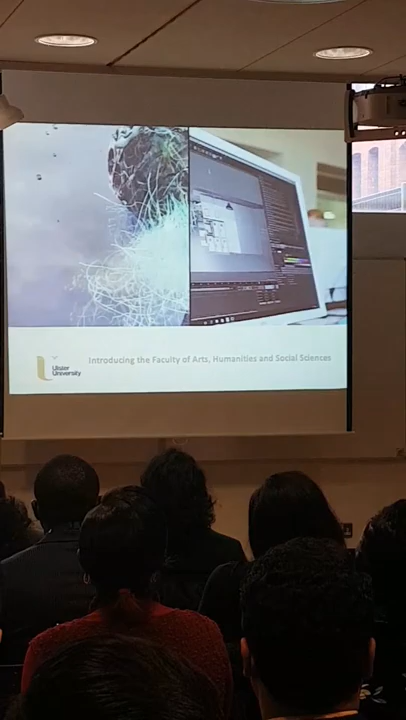 Introducing the Faculty of Arts, Humanities and Social Sciences
Ulster
University